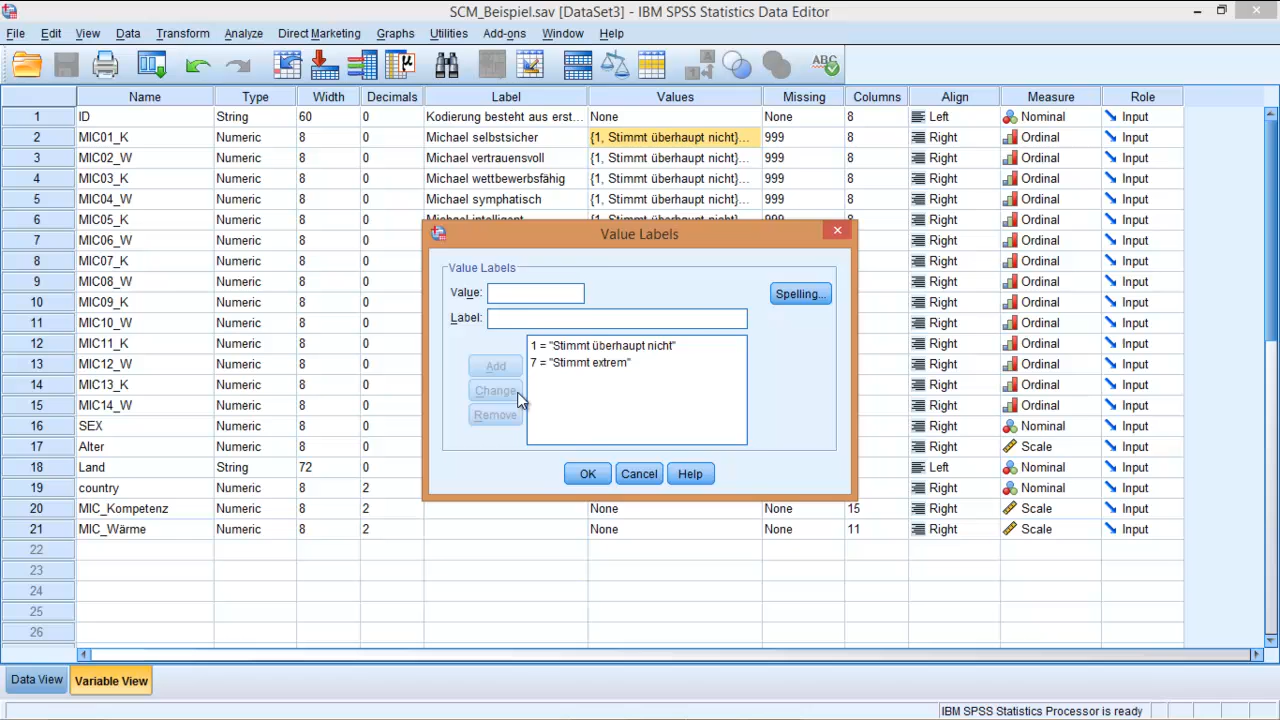 SCM_Beispiel.sav [DataSet3] - IBM SPSS Statistics Data Editor
File Edit View Data Transform Analyze Direct Marketing Graphs Utilities Add-ons Window Help
Name Type Width Decimals Label Values Missing Columns Align Measure Role
1 ID String 60 0 Kodierung besteht aus erst... None None 8 Left Nominal Input
2 MIC01_K Numeric 8 0 Michael selbstsicher {1, Stimmt überhaupt nicht}... 999 8 Right Ordinal Input
3 MIC02_W Numeric 8 0 Michael vertrauensvoll {1, Stimmt überhaupt nicht}... 999 8 Right Ordinal Input
4 MIC03_K Numeric 8 0 Michael wettbewerbsfähig {1, Stimmt überhaupt nicht}... 999 8 Right Ordinal Input
5 MIC04_W Numeric 8 0 Michael symphatisch {1, Stimmt überhaupt nicht}... 999 8 Right Ordinal Input
6 MIC05_K Numeric 8 0 Michael intelligent {1, Stimmt überhaupt nicht}... 999 8 Right Ordinal Input
7 MIC06_W Numeric 8 0 Right Ordinal Input
8 MIC07_K Numeric 8 0 Right Ordinal Input
9 MIC08_W Numeric 8 0 Right Ordinal Input
10 MIC09_K Numeric 8 0 Right Ordinal Input
11 MIC10_W Numeric 8 0 Right Ordinal Input
12 MIC11_K Numeric 8 0 Right Ordinal Input
13 MIC12_W Numeric 8 0 Right Ordinal Input
14 MIC13_K Numeric 8 0 Right Ordinal Input
15 MIC14_W Numeric 8 0 Right Ordinal Input
16 SEX Numeric 8 0 Right Nominal Input
17 Alter Numeric 8 0 Right Scale Input
18 Land String 72 0 Left Nominal Input
19 country Numeric 8 2 Right Nominal Input
20 MIC_Kompetenz Numeric 8 2 None None 15 Right Scale Input
21 MIC_Wärme Numeric 8 2 None None 11 Right Scale Input
22
23
24
25
26
Value Labels
Value Labels
Value:
Spelling...
Label:
1 = "Stimmt überhaupt nicht"
7 = "Stimmt extrem"
Add
Change
Remove
OK Cancel Help
Data View Variable View
IBM SPSS Statistics Processor is ready
ABC
μ